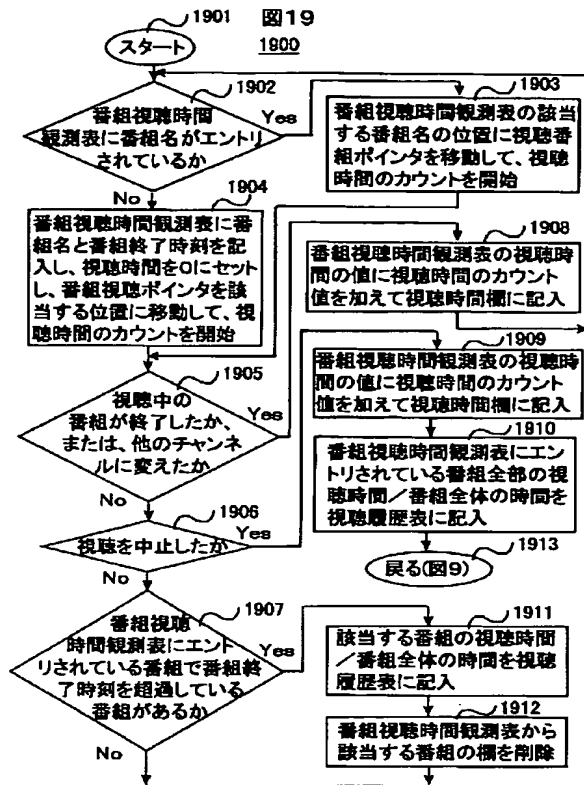 1901
図19
スタート
1900
1902
番組視聴時間
観測表に番組名がエントリ
されているか
Yes
No
1903
番組視聴時間観測表の該当
する番組名の位置に視聴番
組ポインタを移動して、視聴
時間のカウントを開始
1904
番組視聴時間観測表に番
組名と番組終了時刻を記
入し、視聴時間を0にセット
し、番組視聴ポインタを該
当する位置に移動して、視
聴時間のカウントを開始
1908
番組視聴時間観測表の視聴時
間の値に視聴時間のカウント
値を加えて視聴時間欄に記入
1905
視聴中の
番組が終了したか、
または、他のチャンネ
ルに変えたか
Yes
No
1909
番組視聴時間観測表の視聴時
間の値に視聴時間のカウント
値を加えて視聴時間欄に記入
1910
番組視聴時間観測表にエント
リされている番組全部の視
聴時間/番組全体の時間を
視聴履歴表に記入
1906
視聴を中止したか
Yes
No
1913
戻る(図9)
1907
番組視聴
時間観測表にエント
リされている番組で番組終
了時刻を超過している
番組があるか
Yes
No
1911
該当する番組の視聴時間
/番組全体の時間を視聴
履歴表に記入
1912
番組視聴時間観測表から
該当する番組の欄を削除